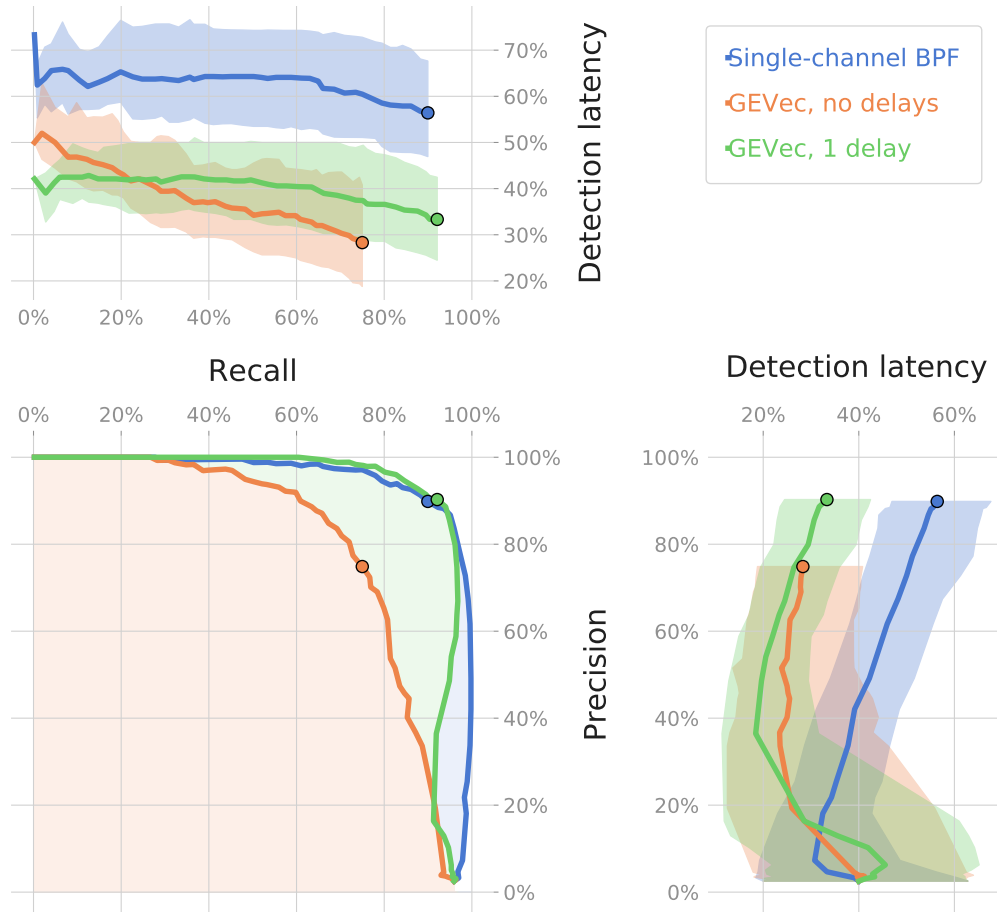 70%
60%
50%
40%
30%
20%
Detection latency
0% 20% 40% 60% 80% 100%
Single-channel BPF
GEVec, no delays
GEVec, 1 delay
Recall
0% 20% 40% 60% 80% 100%
100%
80%
60%
40%
20%
0%
Precision
Detection latency
20% 40% 60%
100%
80%
60%
40%
20%
0%